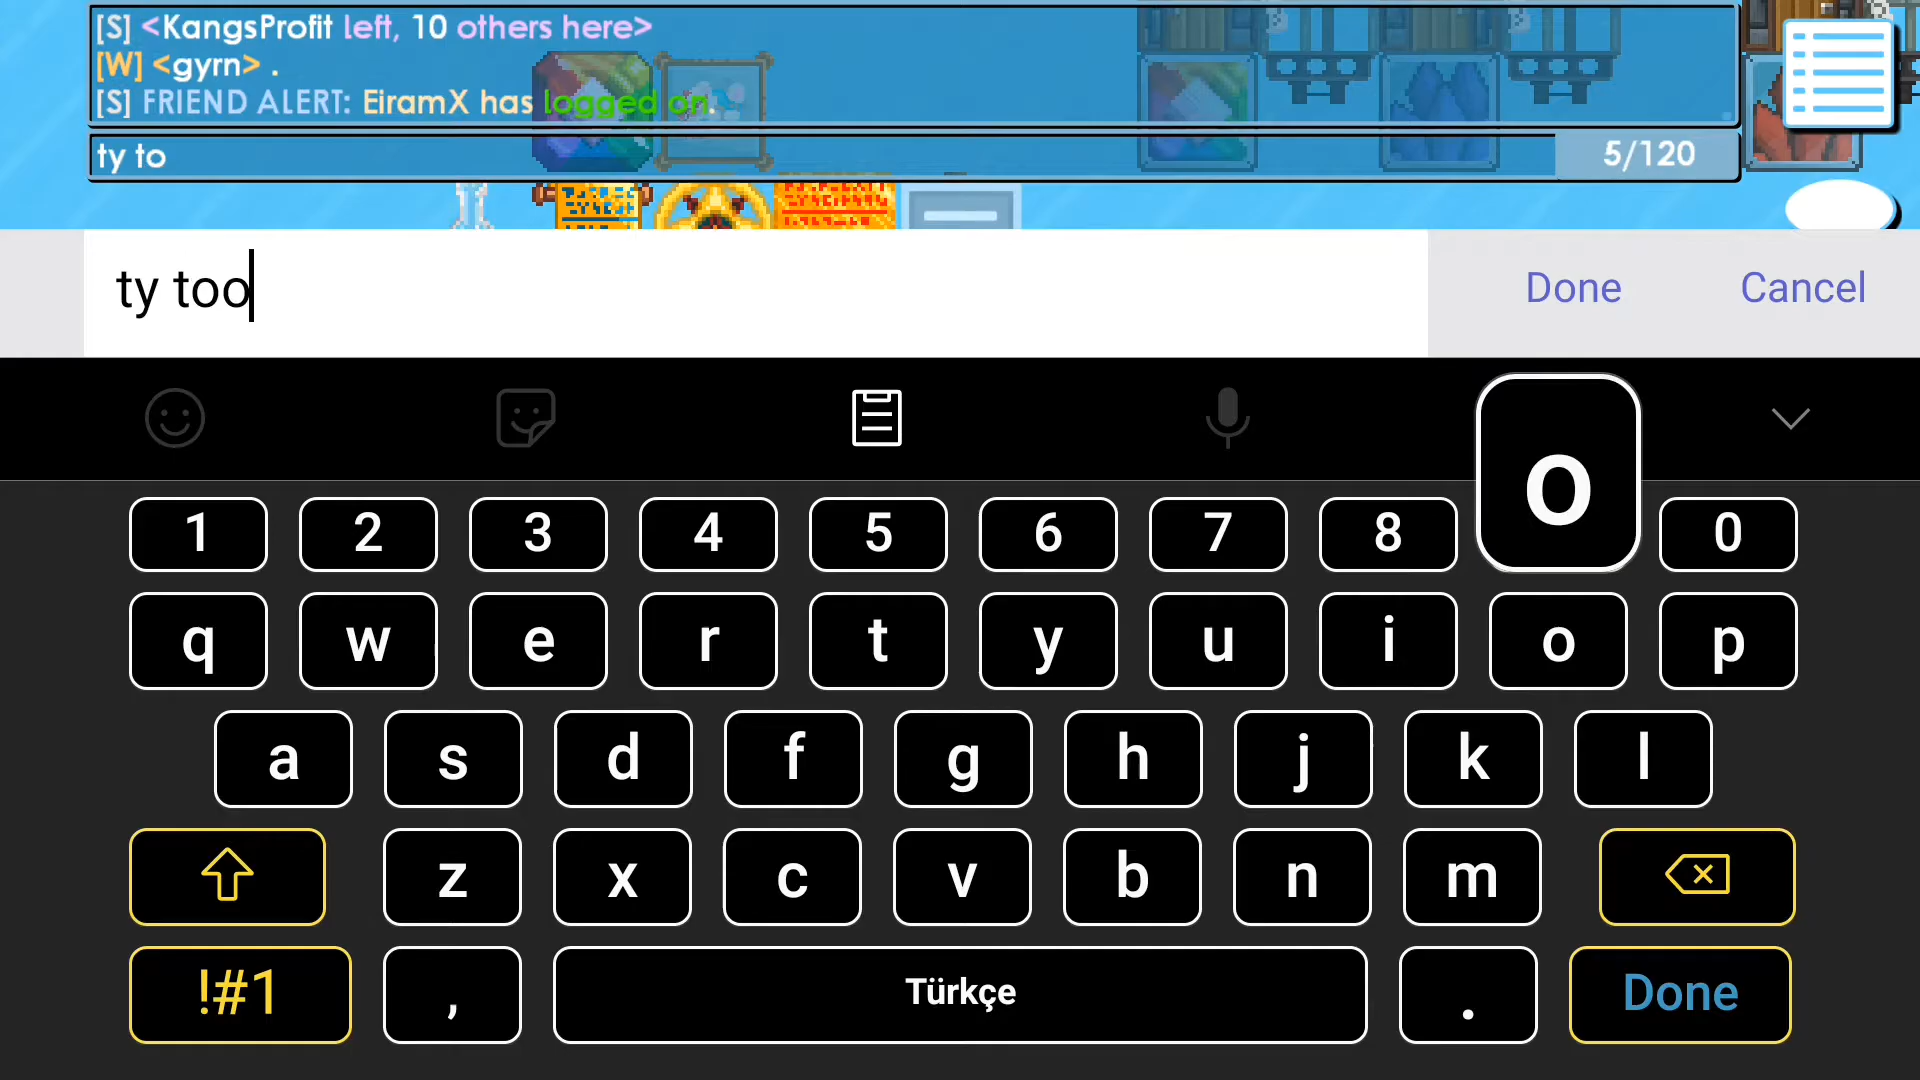 [S] <KangsProfit left, 10 others here>
[W] <gyrn> .
[S] FRIEND ALERT: EiramX has logged on.
ty to
5/120
ty too
Done
Cancel
o
1 2 3 4 5 6 7 8 0
q w e r t y u i o p
a s d f g h j k l
z x c v b n m
!#1 , Türkçe . Done